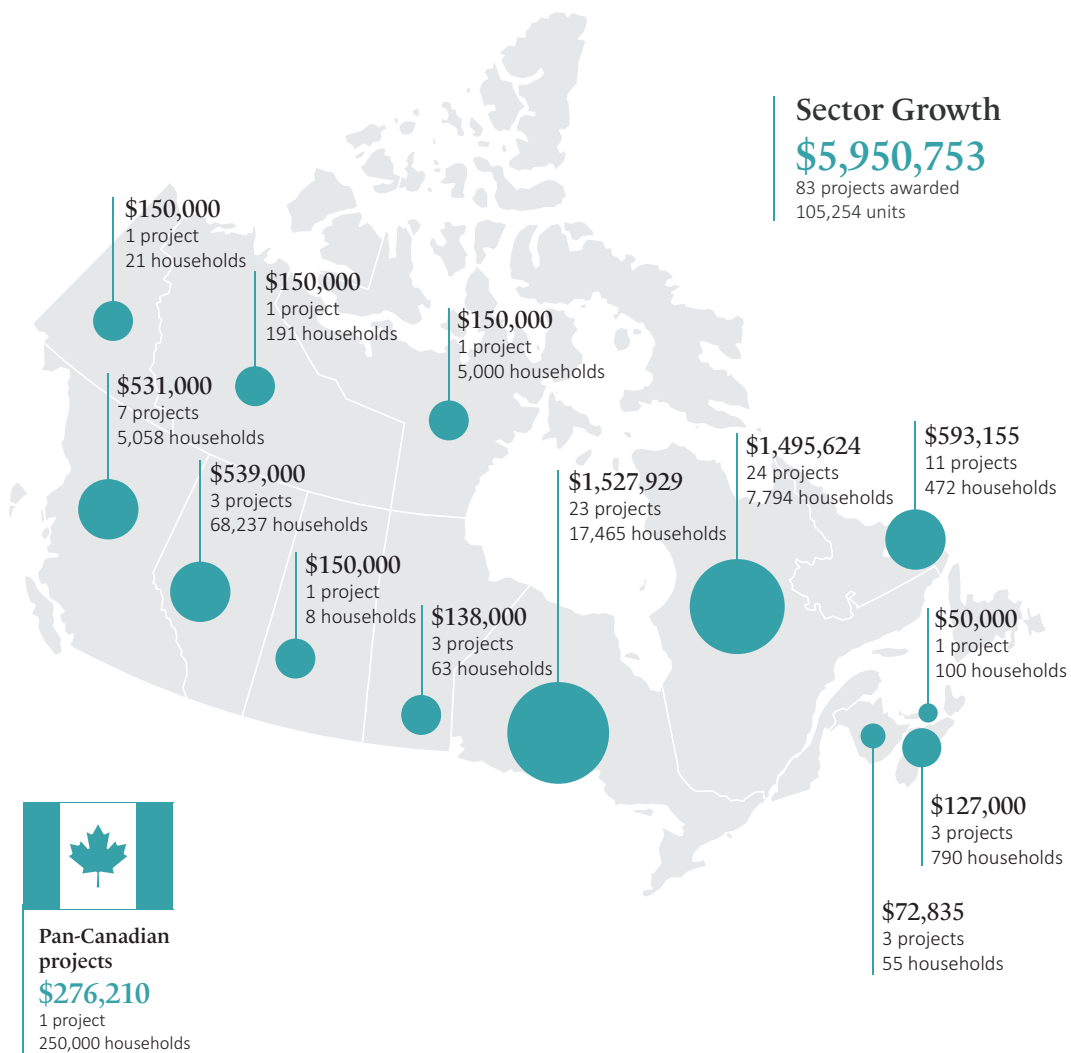 Sector Growth
$5,950,753
83 projects awarded
105,254 units
$150,000
1 project
21 households
$150,000
1 project
191 households
$150,000
1 project
5,000 households
$531,000
7 projects
5,058 households
$539,000
3 projects
68,237 households
$150,000
1 project
8 households
$138,000
3 projects
63 households
$1,527,929
23 projects
17,465 households
$1,495,624
24 projects
7,794 households
$593,155
11 projects
472 households
$50,000
1 project
100 households
$127,000
3 projects
790 households
$72,835
3 projects
55 households
Pan-Canadian
projects
$276,210
1 project
250,000 households